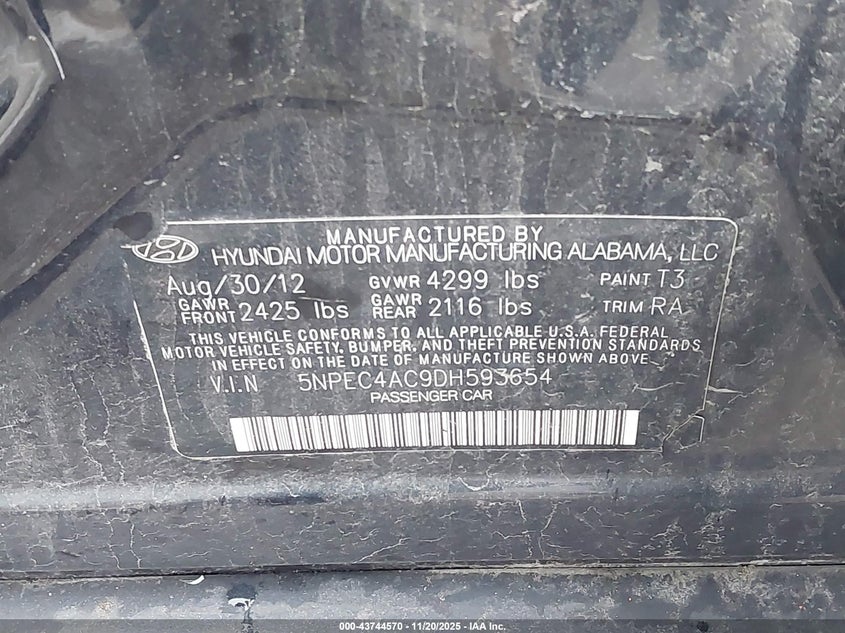 MANUFACTURED BY
HYUNDAI MOTOR MANUFACTURING ALABAMA, LLC
Aug/30/12 GVWR 4299 lbs PAINT T3
GAWR FRONT 2425 lbs GAWR REAR 2116 lbs TRIM RA
THIS VEHICLE CONFORMS TO ALL APPLICABLE U.S.A. FEDERAL
MOTOR VEHICLE SAFETY, BUMPER, AND THEFT PREVENTION STANDARDS
IN EFFECT ON THE DATE OF MANUFACTURE SHOWN ABOVE
V.I.N 5NPEC4AC9DH593654
PASSENGER CAR
000-43744570 - 11/20/2025 - IAA Inc.